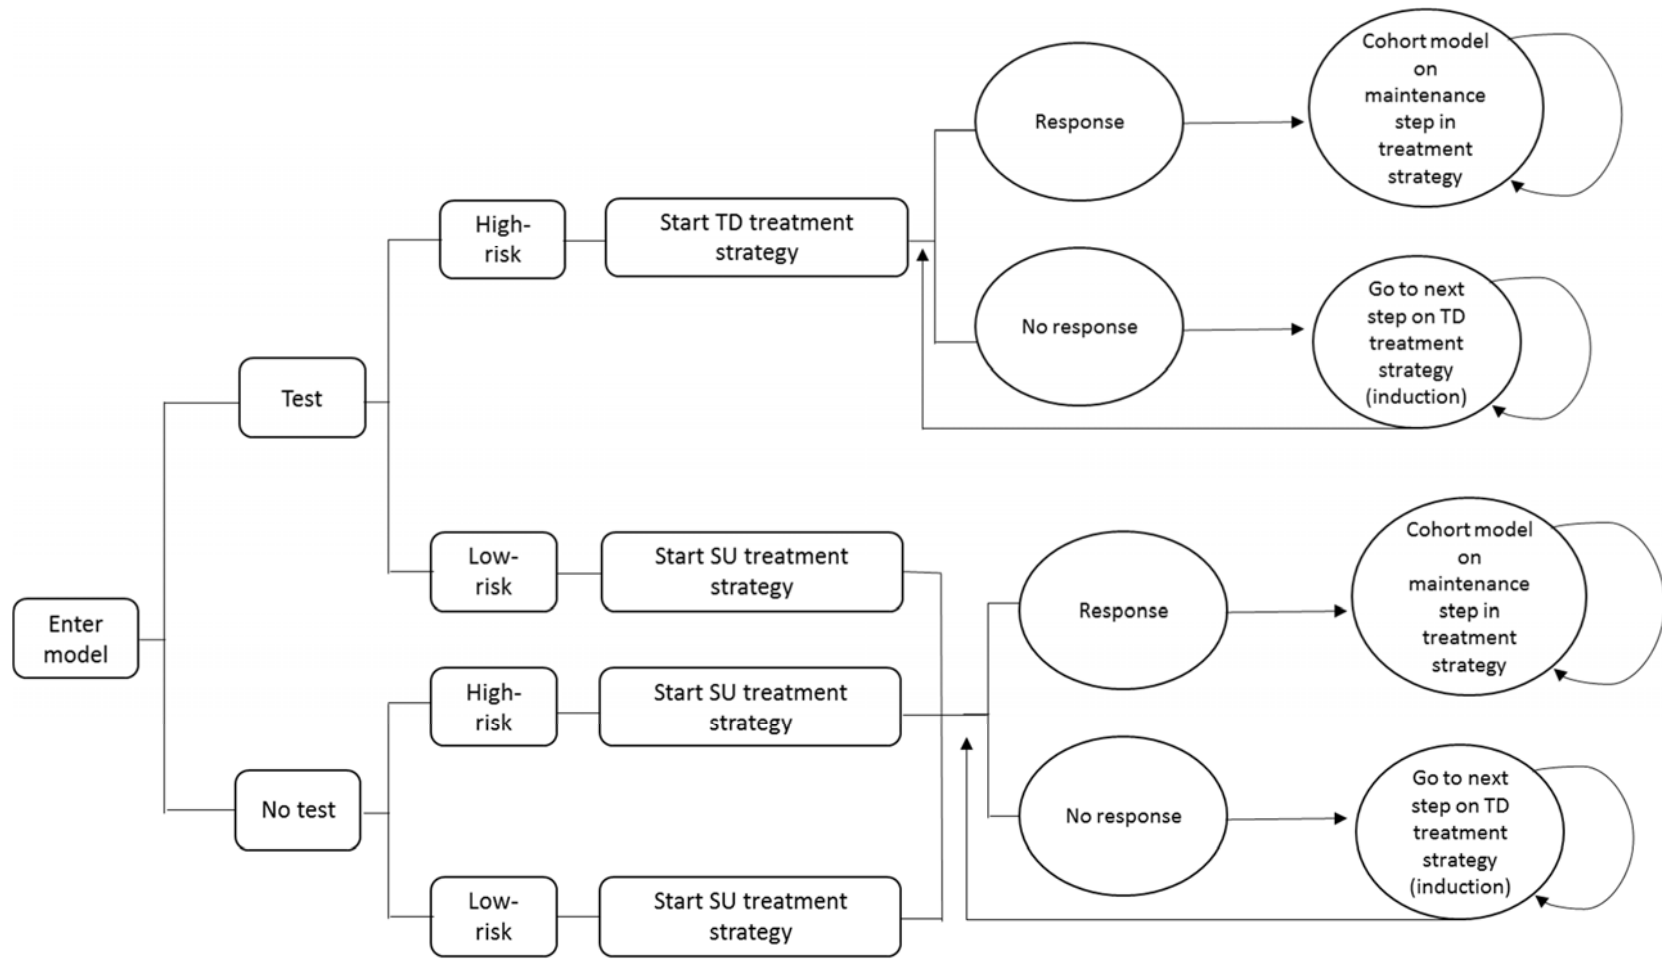 Enter
model
Test
No test
High-
risk
Start TD treatment
strategy
Low-
risk
Start SU treatment
strategy
High-
risk
Start SU treatment
strategy
Low-
risk
Start SU treatment
strategy
Response
Cohort model
on
maintenance
step in
treatment
strategy
No response
Go to next
step on TD
treatment
strategy
(induction)
Response
Cohort model
on
maintenance
step in
treatment
strategy
No response
Go to next
step on TD
treatment
strategy
(induction)